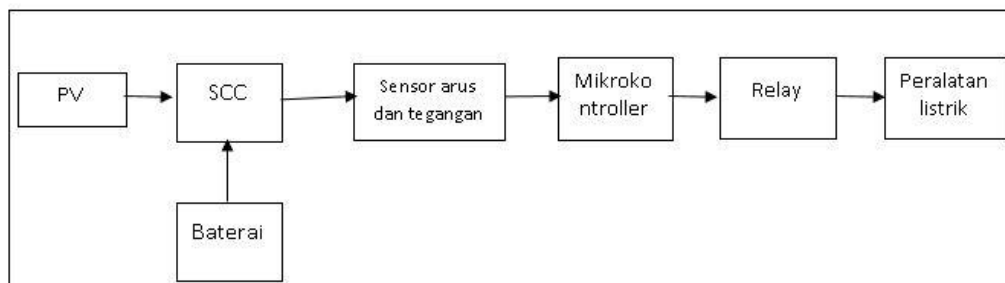 PV
SCC
Sensor arus
dan tegangan
Mikroko
ntroller
Relay
Peralatan
listrik
Baterai